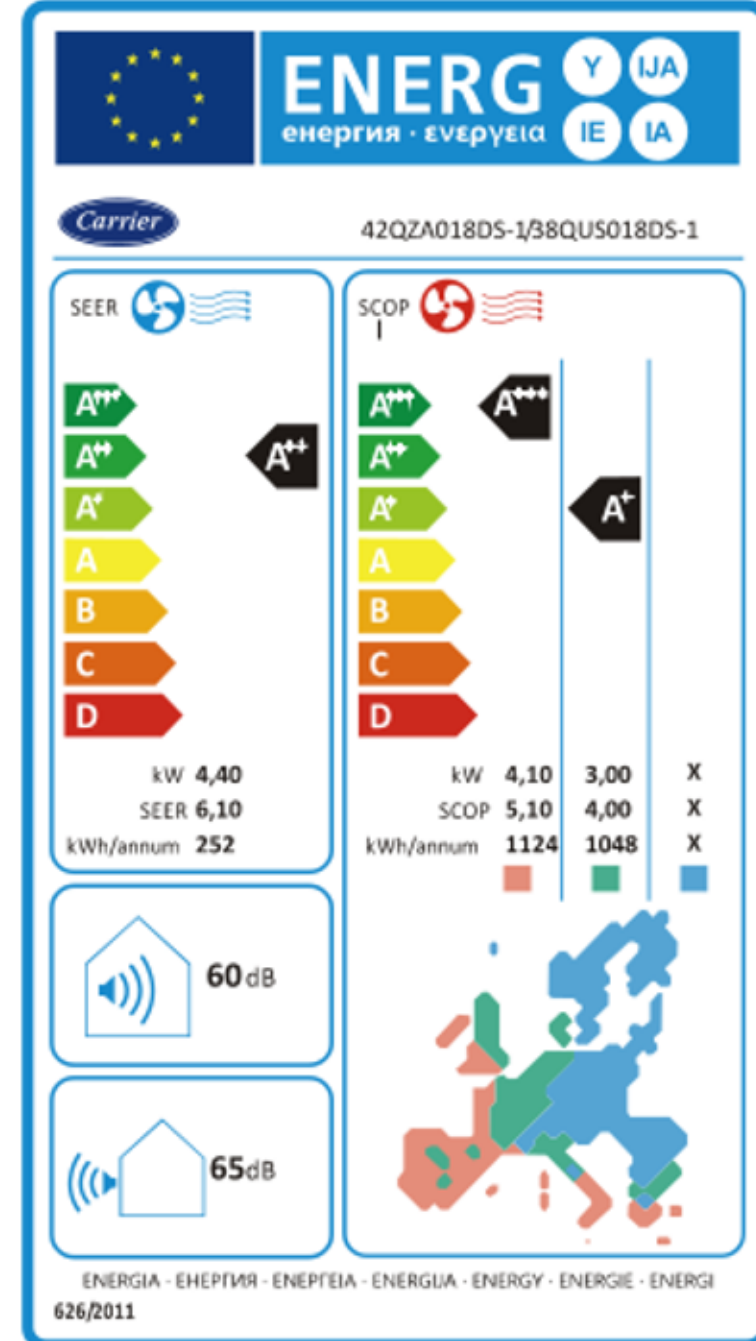 ENERG Y IJA
енергия · ενεργεια IE IA
Carrier
42QZA018DS-1/38QUS018DS-1
SEER
A+++
A++
A+
A
B
C
D
A++
kW 4,40
SEER 6,10
kWh/annum 252
SCOP
A+++
A++
A+
A
B
C
D
A+++
A+
kW 4,10 3,00 X
SCOP 5,10 4,00 X
kWh/annum 1124 1048 X
60dB
65dB
ENERGIA - ЕНЕРГИЯ - ΕΝΕΡΓΕΙΑ - ENERGIJA - ENERGY - ENERGIE - ENERGI
626/2011